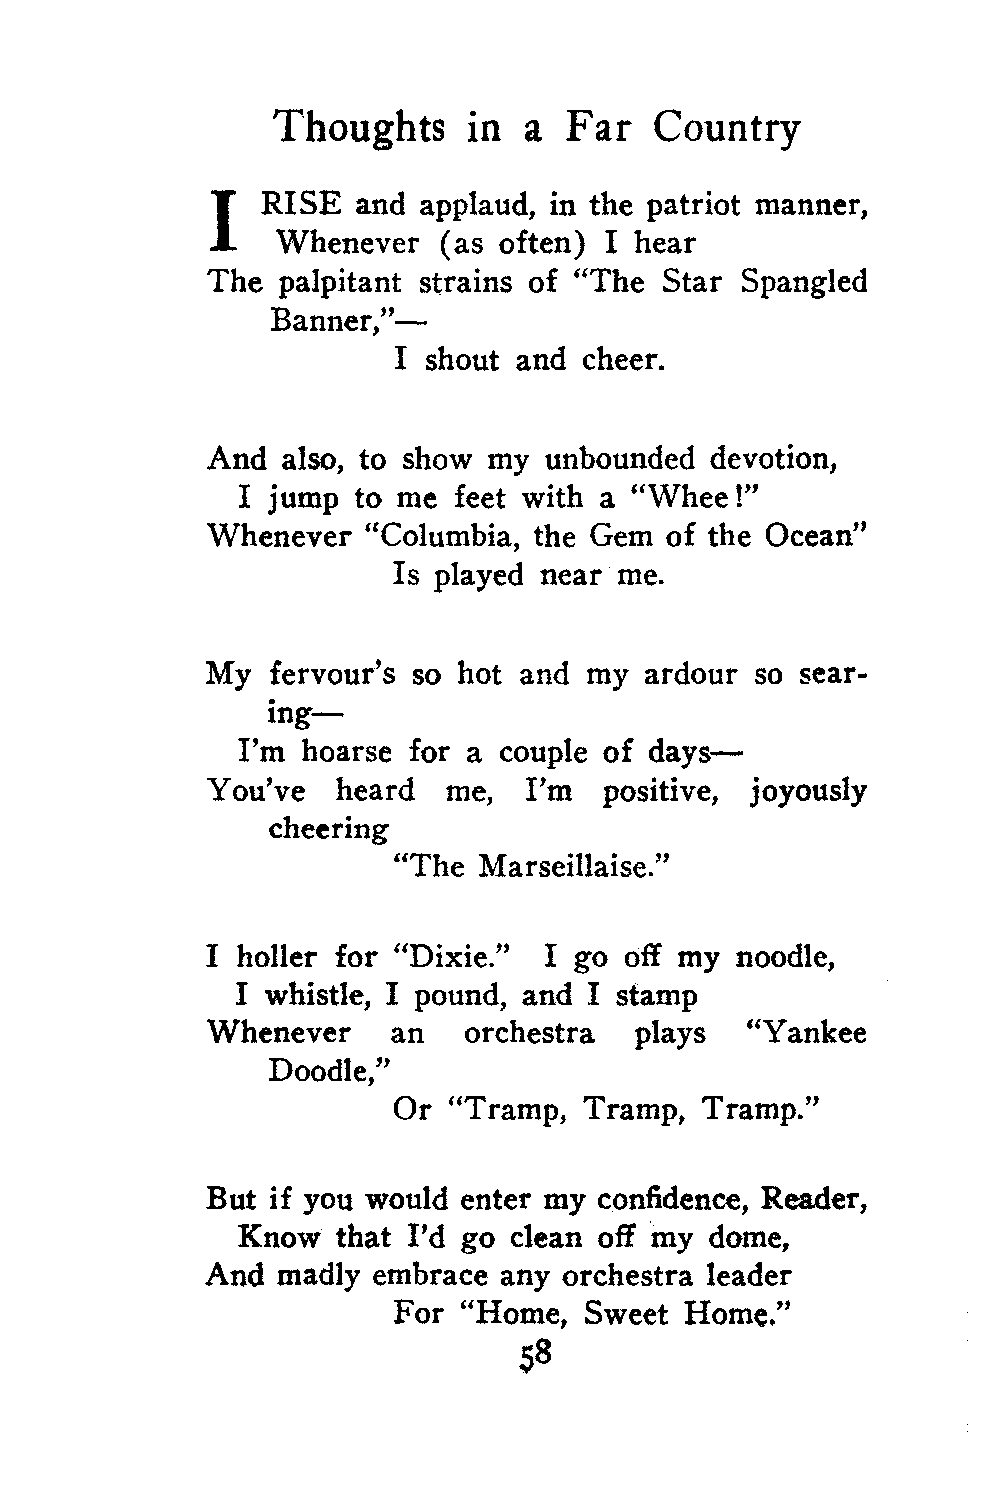 Thoughts in a Far Country
I RISE and applaud, in the patriot manner,
Whenever (as often) I hear
The palpitant strains of “The Star Spangled
Banner,”—
I shout and cheer.
And also, to show my unbounded devotion,
I jump to me feet with a “Whee!”
Whenever “Columbia, the Gem of the Ocean”
Is played near me.
My fervour’s so hot and my ardour so sear-
ing—
I’m hoarse for a couple of days—
You’ve heard me, I’m positive, joyously
cheering
“The Marseillaise.”
I holler for “Dixie.” I go off my noodle,
I whistle, I pound, and I stamp
Whenever an orchestra plays “Yankee
Doodle,”
Or “Tramp, Tramp, Tramp.”
But if you would enter my confidence, Reader,
Know that I’d go clean off my dome,
And madly embrace any orchestra leader
For “Home, Sweet Home.”
58